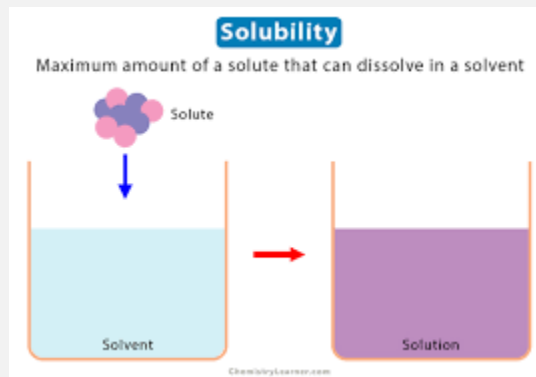 Solubility
Maximum amount of a solute that can dissolve in a solvent
Solute
Solvent
Solution
ChemistryLearner.com